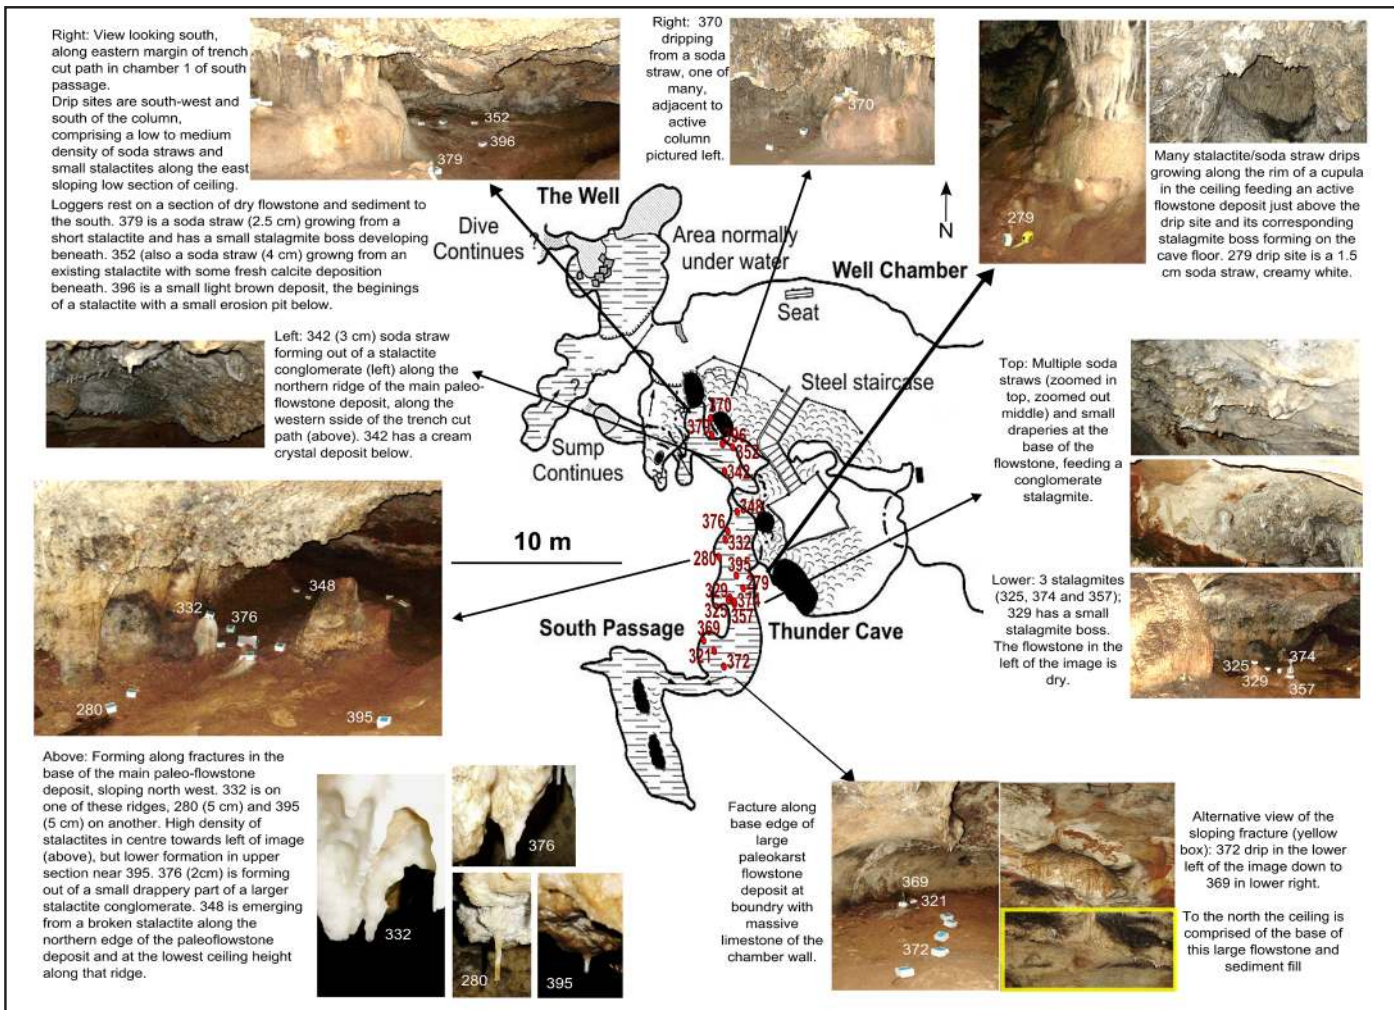 Right: View looking south,
along eastern margin of trench
cut path in chamber 1 of south
passage.
Drip sites are south-west and
south of the column,
comprising a low to medium
density of soda straws and
small stalactites along the east
sloping low section of ceiling.
Loggers rest on a section of dry flowstone and sediment to
the south. 379 is a soda straw (2.5 cm) growing from a
short stalactite and has a small stalagmite boss developing
beneath. 352 (also a soda straw (4 cm) growng from an
existing stalactite with some fresh calcite deposition
beneath. 396 is a small light brown deposit, the beginings
of a stalactite with a small erosion pit below.
352
396
379
Right: 370
dripping
from a soda
straw, one of
many,
adjacent to
active
column
pictured left.
370
279
Many stalactite/soda straw drips
growing along the rim of a cupula
in the ceiling feeding an active
flowstone deposit just above the
drip site and its corresponding
stalagmite boss forming on the
cave floor. 279 drip site is a 1.5
cm soda straw, creamy white.
Left: 342 (3 cm) soda straw
forming out of a stalactite
conglomerate (left) along the
northern ridge of the main paleo-
flowstone deposit, along the
western sside of the trench cut
path (above). 342 has a cream
crystal deposit below.
The Well
Dive
Continues
?
Area normally
under water
N
Well Chamber
Seat
Steel staircase
Sump
Continues
10 m
South Passage
Thunder Cave
370
379
396
352
342
348
376
332
280
395
279
329
374
325
357
369
321
372
Top: Multiple soda
straws (zoomed in
top, zoomed out
middle) and small
draperies at the
base of the
flowstone, feeding a
conglomerate
stalagmite.
Lower: 3 stalagmites
(325, 374 and 357);
329 has a small
stalagmite boss.
The flowstone in the
left of the image is
dry.
325
374
329
357
348
332
376
280
395
Above: Forming along fractures in the
base of the main paleo-flowstone
deposit, sloping north west. 332 is on
one of these ridges, 280 (5 cm) and 395
(5 cm) on another. High density of
stalactites in centre towards left of image
(above), but lower formation in upper
section near 395. 376 (2cm) is forming
out of a small drappery part of a larger
stalactite conglomerate. 348 is emerging
from a broken stalactite along the
northern edge of the paleoflowstone
deposit and at the lowest ceiling height
along that ridge.
332
376
280
395
Facture along
base edge of
large
paleokarst
flowstone
deposit at
boundry with
massive
limestone of the
chamber wall.
369
321
372
Alternative view of the
sloping fracture (yellow
box): 372 drip in the lower
left of the image down to
369 in lower right.
To the north the ceiling is
comprised of the base of
this large flowstone and
sediment fill